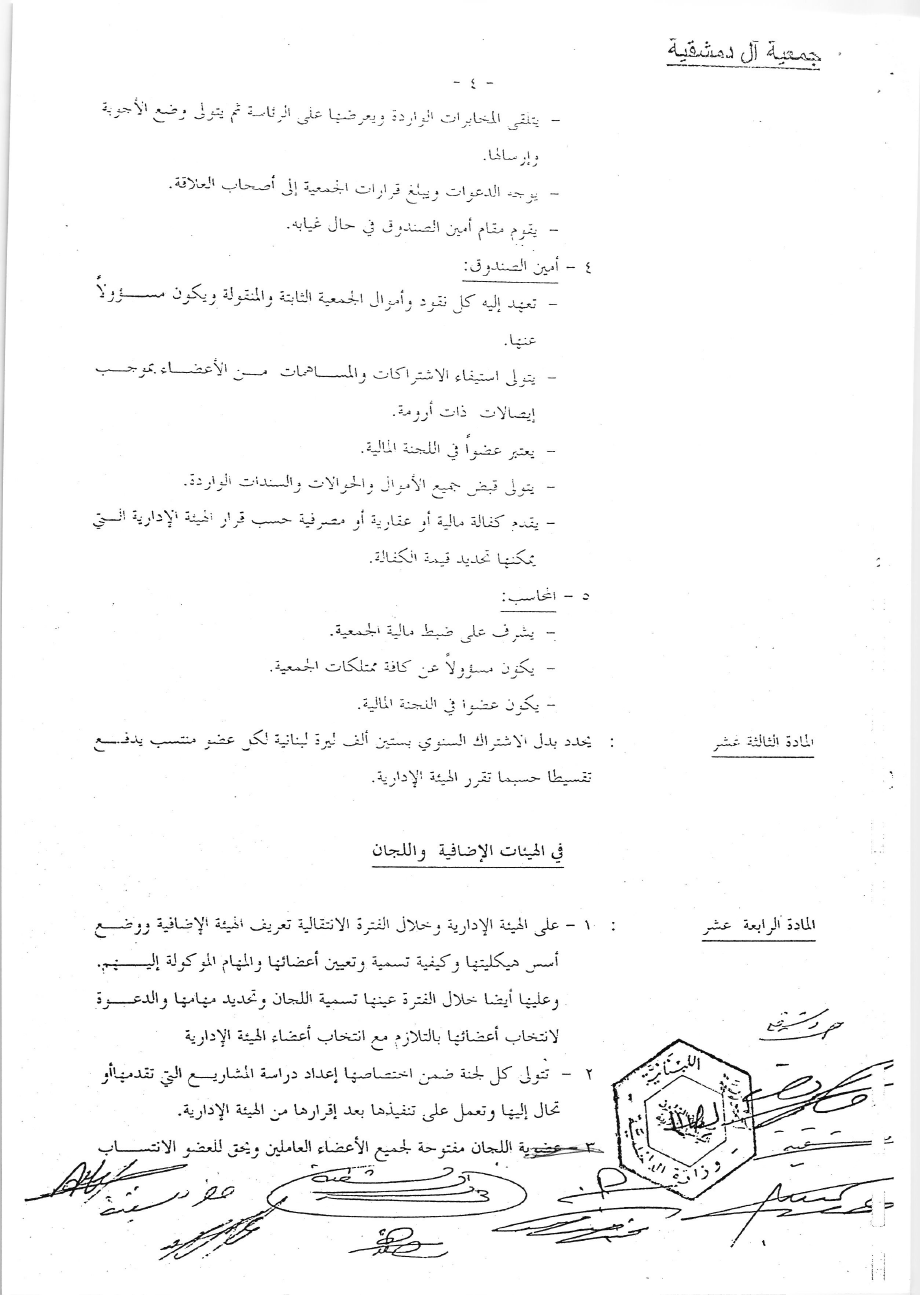 جمعية آل دمشقية
- ٤ -
- يتلقى المخابرات الواردة ويعرضها على الرئاسة ثم يتولى وضع الأجوبة
وإرسالها.
- يوجه الدعوات ويبلغ قرارات الجمعية إلى أصحاب العلاقة.
- يقوم مقام أمين الصندوق في حال غيابه.
٤ - أمين الصندوق:
- تعهد إليه كل نقود وأموال الجمعية الثابتة والمنقولة ويكون مسؤولاً
عنها.
- يتولى استيفاء الاشتراكات والمساهمات من الأعضاء بموجب
إيصالات ذات أرومة.
- يعتبر عضواً في اللجنة المالية.
- يتولى قبض جميع الأموال والحوالات والسندات الواردة.
- يقدم كفالة مالية أو عقارية أو مصرفية حسب قرار الهيئة الإدارية التي
يمكنها تحديد قيمة الكفالة.
٥ - المحاسب:
- يشرف على ضبط مالية الجمعية.
- يكون مسؤولاً عن كافة ممتلكات الجمعية.
- يكون عضوا في اللجنة المالية.
المادة الثالثة عشر : يحدد بدل الاشتراك السنوي بستين ألف ليرة لبنانية لكل عضو منتسب يدفع
تقسيطا حسبما تقرر الهيئة الإدارية.
في الهيئات الإضافية واللجان
المادة الرابعة عشر : ١ - على الهيئة الإدارية وخلال الفترة الانتقالية تعريف الهيئة الإضافية ووضع
أسس هيكليتها وكيفية تسمية وتعيين أعضائها والمهام الموكولة إليهم.
وعليها أيضا خلال الفترة عينها تسمية اللجان وتحديد مهامها والدعوة
لانتخاب أعضائها بالتلازم مع انتخاب أعضاء الهيئة الإدارية
٢ - تتولى كل لجنة ضمن اختصاصها إعداد دراسة المشاريع التي تقدمها أو
تحال إليها وتعمل على تنفيذها بعد إقرارها من الهيئة الإدارية.
٣ - عضوية اللجان مفتوحة لجميع الأعضاء العاملين ويحق للعضو الانتساب
اللبنانية
وزارة الداخلية